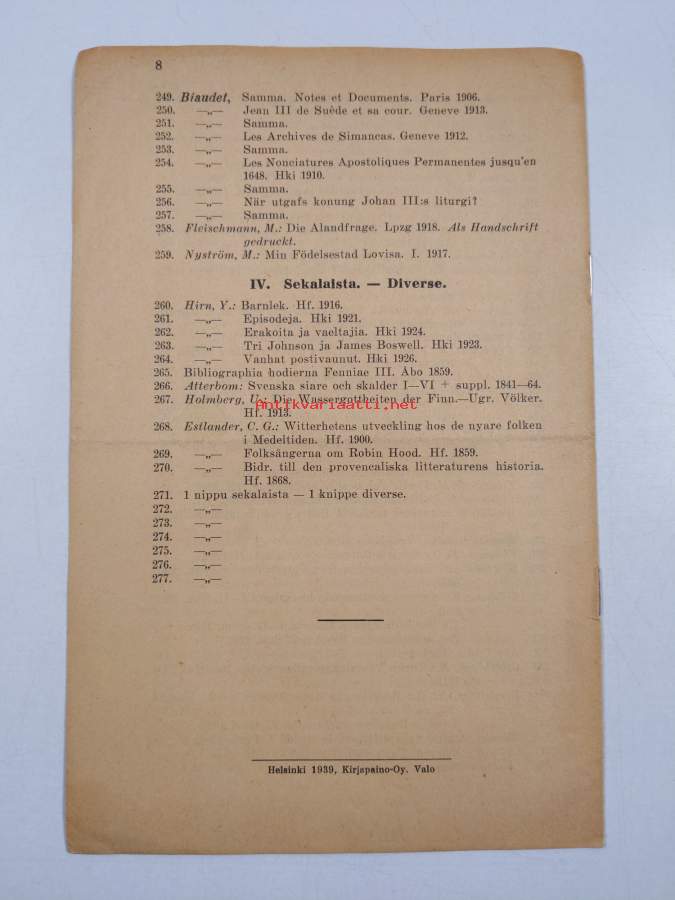 8
249. Biaudet, Samma. Notes et Documents. Paris 1906.
250. —„— Jean III de Suède et sa cour. Geneve 1913.
251. —„— Samma.
252. —„— Les Archives de Simancas. Geneve 1912.
253. —„— Samma.
254. —„— Les Nonciatures Apostoliques Permanentes jusqu'en
1648. Hki 1910.
255. —„— Samma.
256. —„— När utgafs konung Johan III:s liturgi?
257. —„— Samma.
258. Fleischmann, M.: Die Alandfrage. Lpzg 1918. Als Handschrift
gedruckt.
259. Nyström, M.: Min Födelsestad Lovisa. I. 1917.
IV. Sekalaista. — Diverse.
260. Hirn, Y.: Barnlek. Hf. 1916.
261. —„— Episodeja. Hki 1921.
262. —„— Erakoita ja vaeltajia. Hki 1924.
263. —„— Tri Johnson ja James Boswell. Hki 1923.
264. —„— Vanhat postivaunut. Hki 1926.
265. Bibliographia hodierna Fenniae III. Åbo 1859.
266. Atterbom: Svenska siare och skalder I—VI + suppl. 1841—64.
267. Holmberg, U.: Die Wassergottheiten der Finn.—Ugr. Völker.
Hf. 1913.
Antikvariaatti.net
268. Estlander, C. G.: Witterhetens utveckling hos de nyare folken
i Medeltiden. Hf. 1900.
269. —„— Folksångerna om Robin Hood. Hf. 1859.
270. —„— Bidr. till den provencaliska litteraturens historia.
Hf. 1868.
271. 1 nippu sekalaista — 1 knippe diverse.
272. —„—
273. —„—
274. —„—
275. —„—
276. —„—
277. —„—
Helsinki 1939, Kirjapaino-Oy. Valo